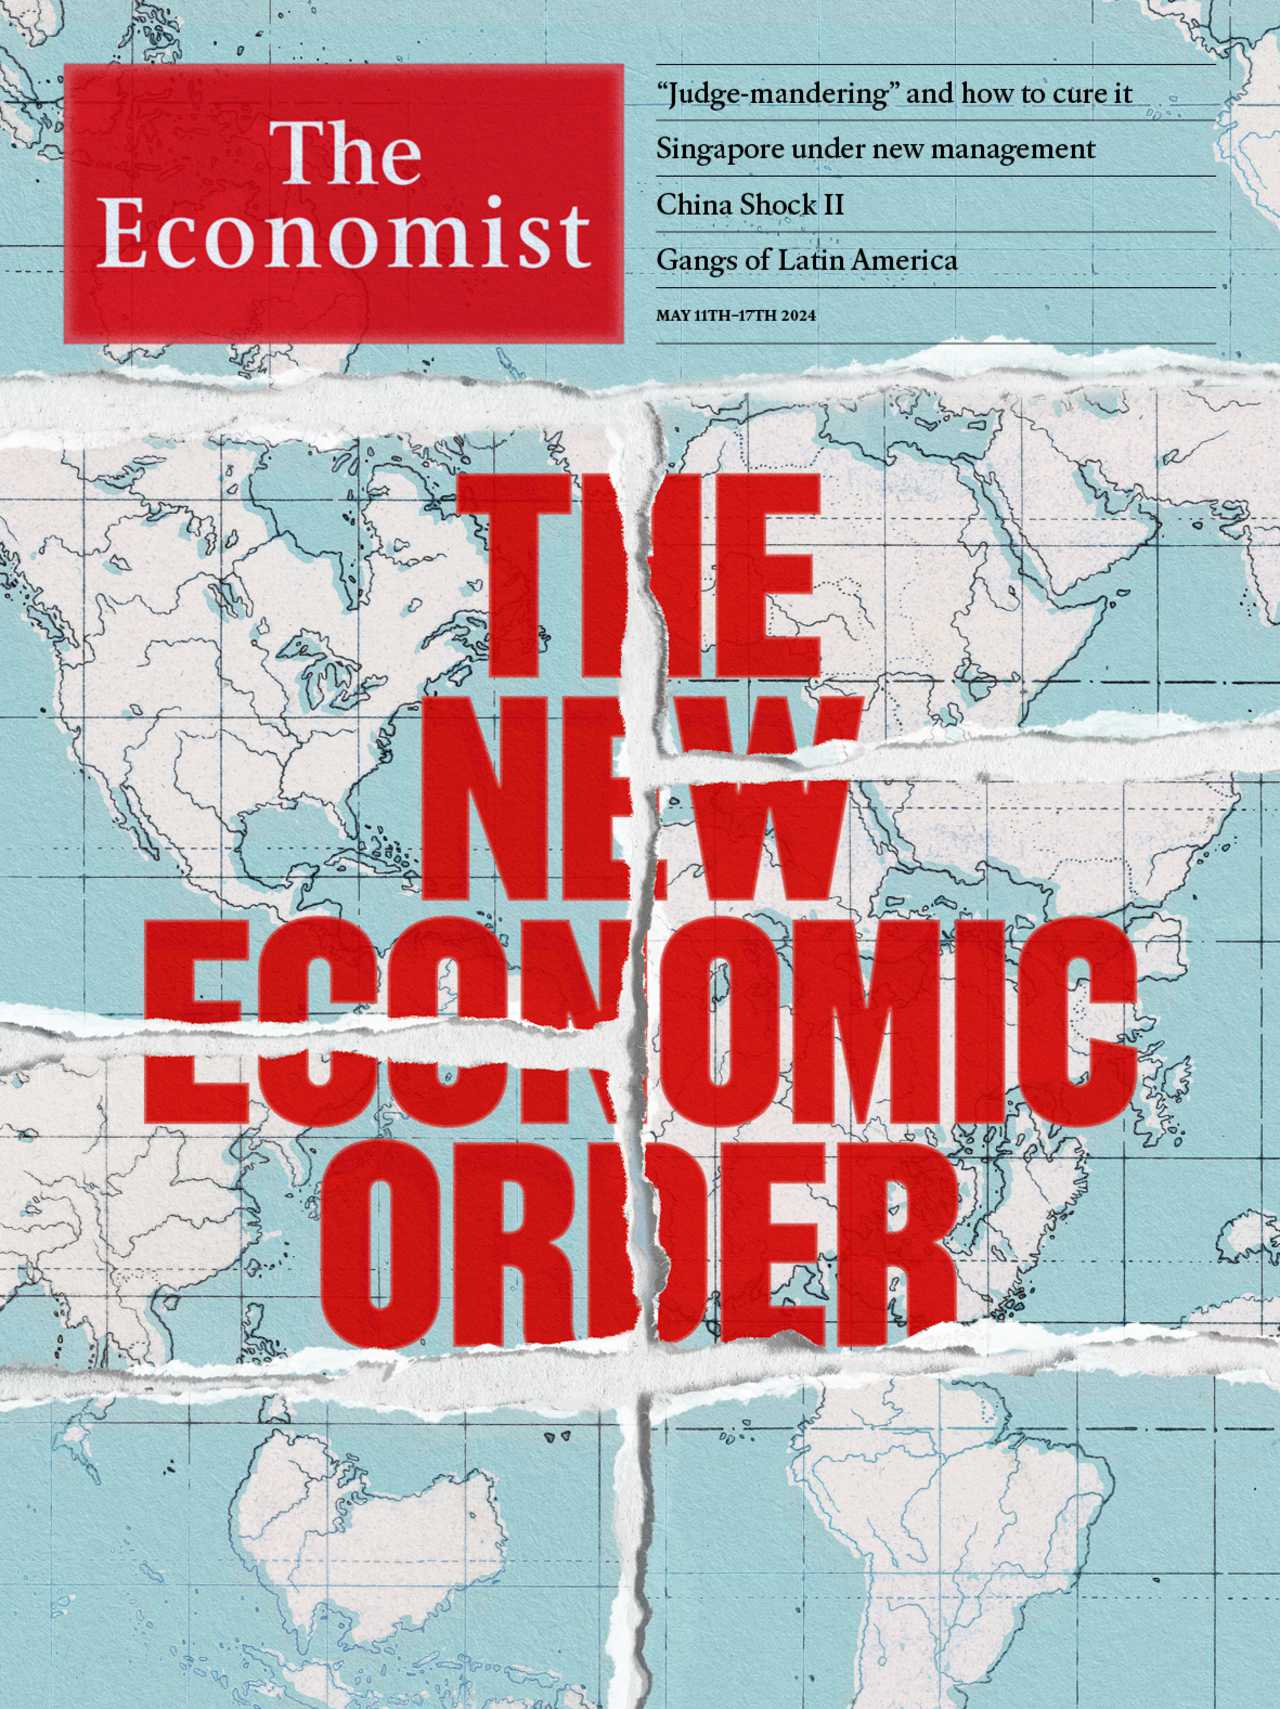 The
Economist
“Judge-mandering” and how to cure it
Singapore under new management
China Shock II
Gangs of Latin America
MAY 11TH–17TH 2024
THE
NEW
ECONOMIC
ORDER